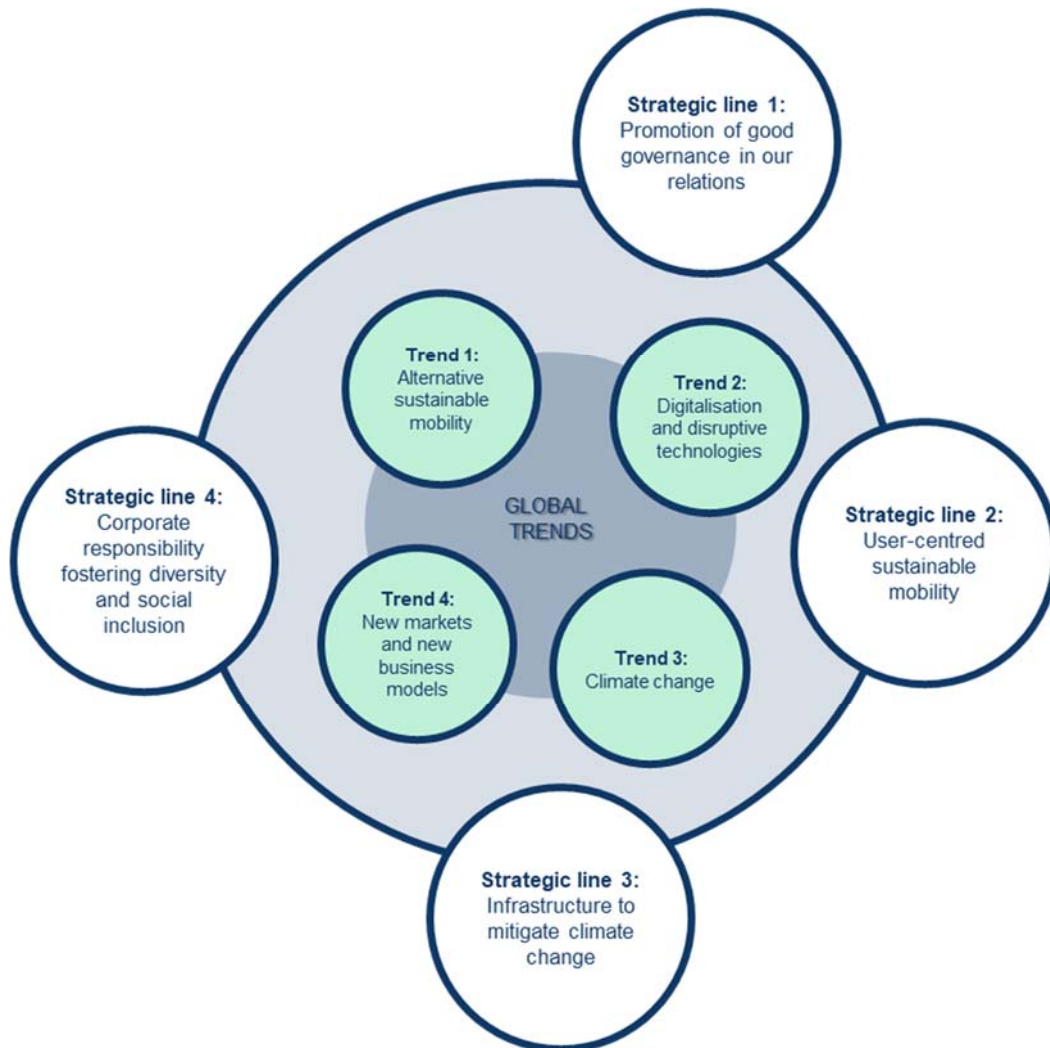 Strategic line 1:
Promotion of good
governance in our
relations
Trend 1:
Alternative
sustainable
mobility
Trend 2:
Digitalisation
and disruptive
technologies
GLOBAL
TRENDS
Strategic line 4:
Corporate
responsibility
fostering diversity
and social
inclusion
Strategic line 2:
User-centred
sustainable
mobility
Trend 4:
New markets
and new
business
models
Trend 3:
Climate change
Strategic line 3:
Infrastructure to
mitigate climate
change